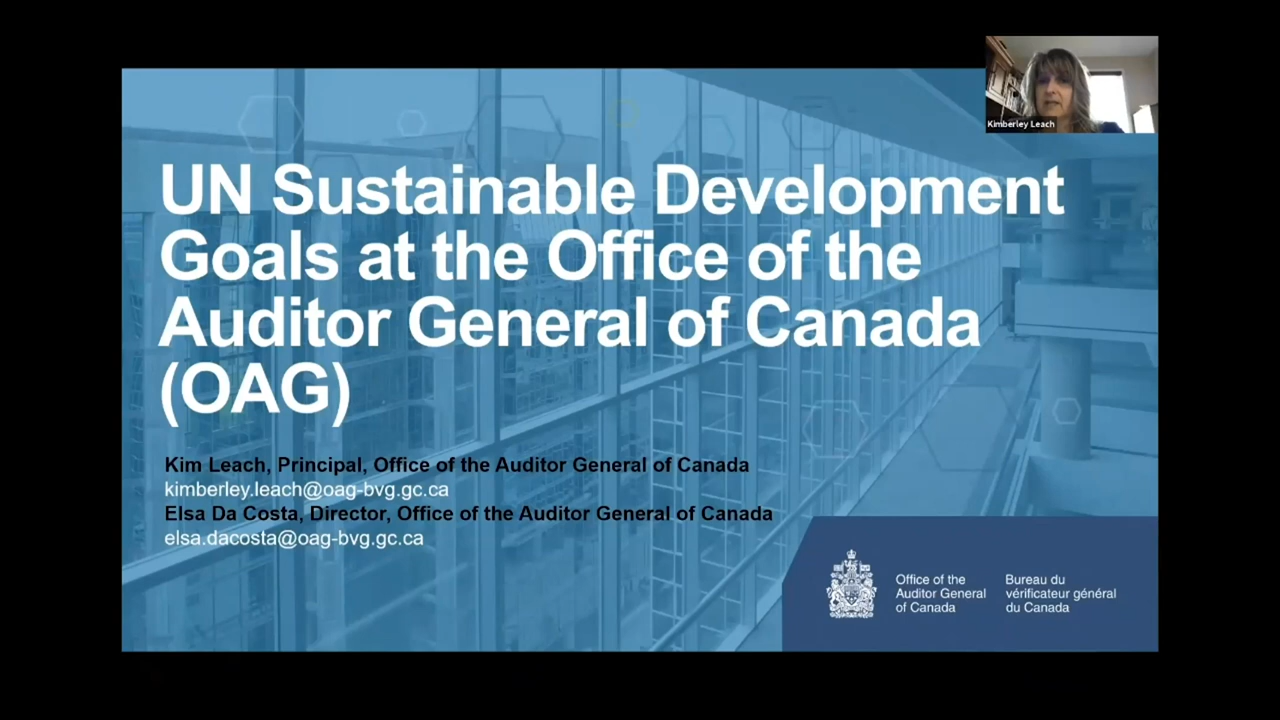 Kimberley Leach
UN Sustainable Development
Goals at the Office of the
Auditor General of Canada
(OAG)
Kim Leach, Principal, Office of the Auditor General of Canada
kimberley.leach@oag-bvg.gc.ca
Elsa Da Costa, Director, Office of the Auditor General of Canada
elsa.dacosta@oag-bvg.gc.ca
Office of the
Auditor General
of Canada
Bureau du
vérificateur général
du Canada